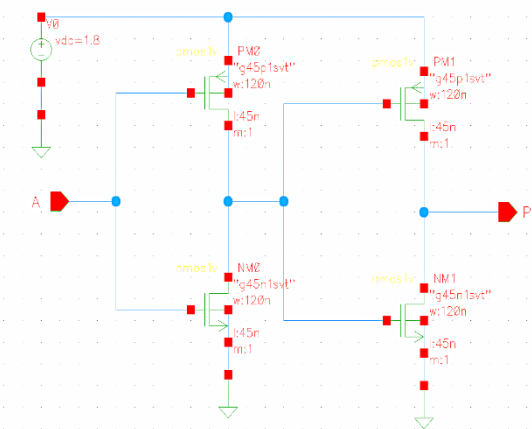 V0
vdc=1.8
pmos1v
PM0
"g45p1svt"
w:120n
l:45n
m:1
pmos1v
PM1
"g45p1svt"
w:120n
l:45n
m:1
A
P
nmos1v
NM0
"g45n1svt"
w:120n
l:45n
m:1
nmos1v
NM1
"g45n1svt"
w:120n
l:45n
m:1